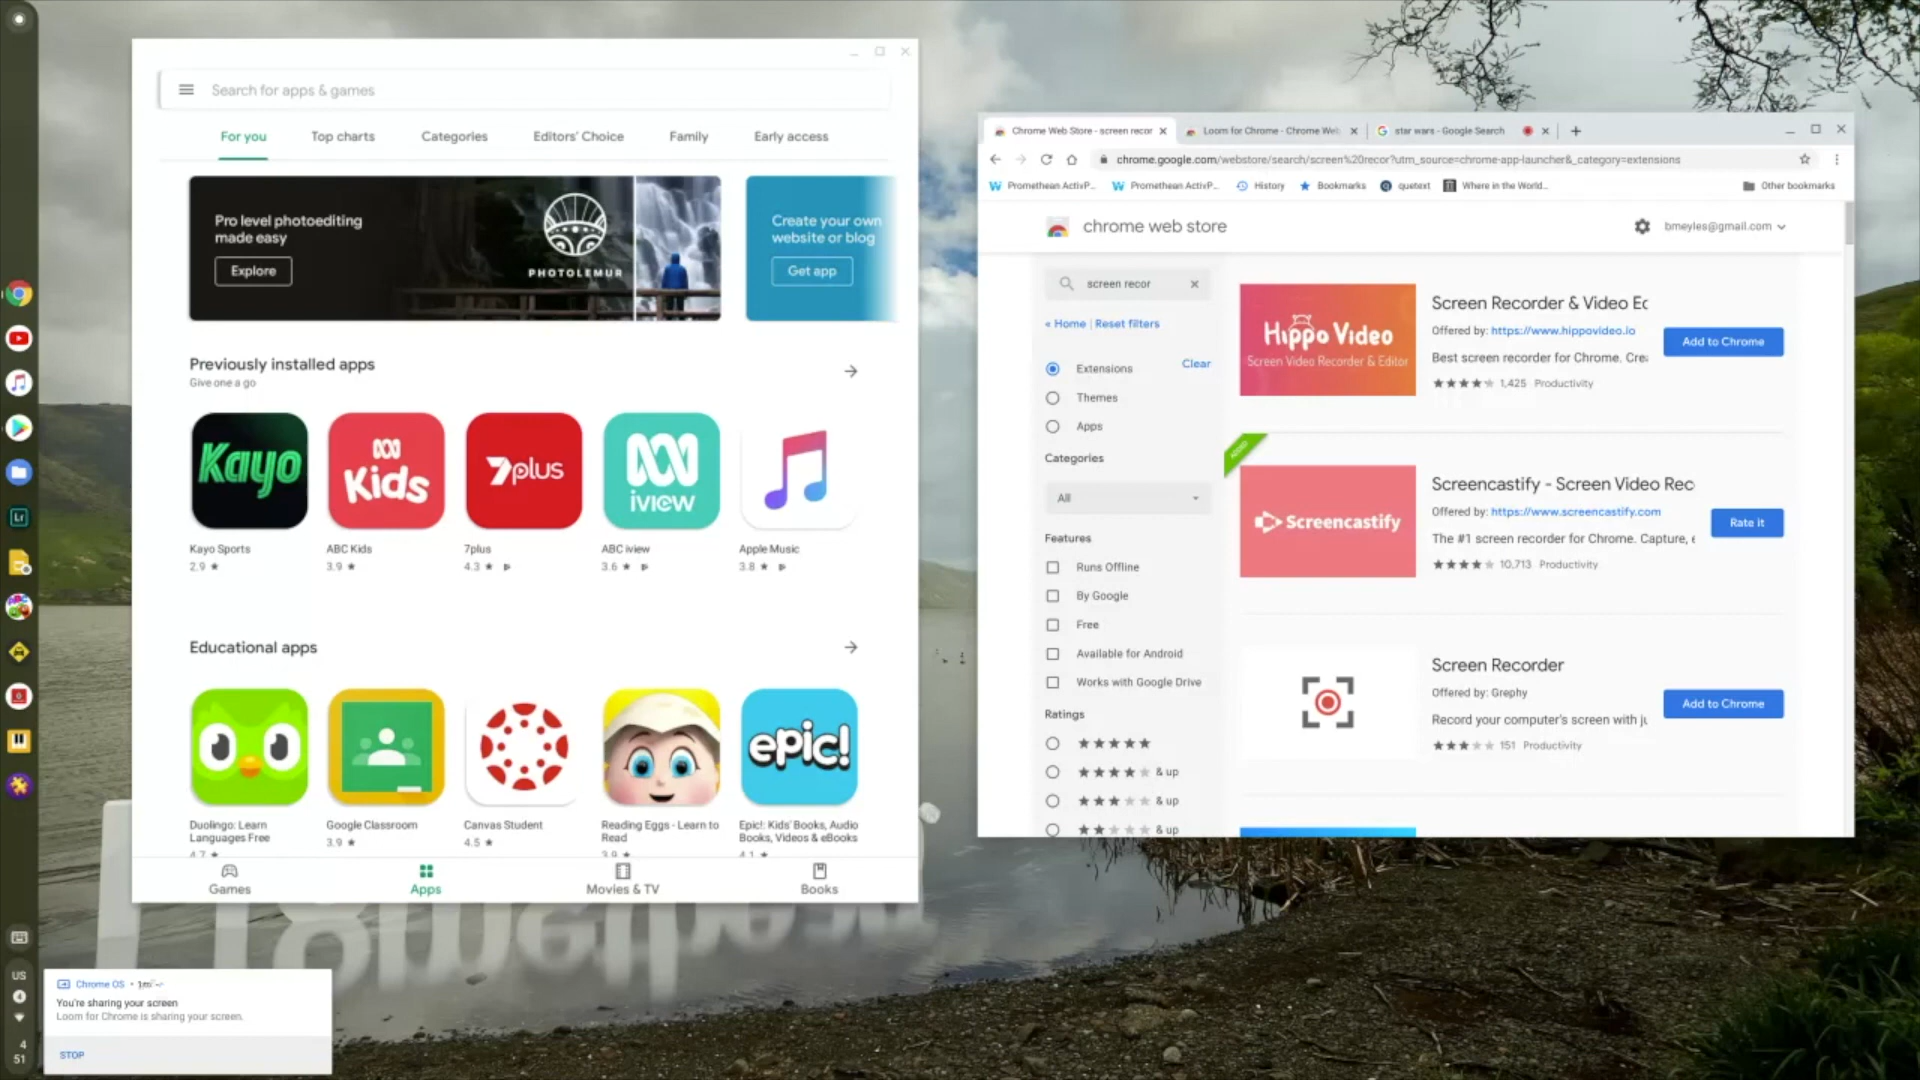 Search for apps & games
For you
Top charts
Categories
Editors' Choice
Family
Early access
Pro level photoediting
made easy
Explore
PHOTOLEMUR
Create your own
website or blog
Get app
Previously installed apps
Give one a go
Kayo
Kids
7plus
iview
Kayo Sports
2.9 ★
ABC Kids
3.9 ★
7plus
4.3 ★
ABC iview
3.6 ★
Apple Music
3.8 ★
Educational apps
epic!
Duolingo: Learn
Languages Free
4.7 ★
Google Classroom
3.9 ★
Canvas Student
4.5 ★
Reading Eggs - Learn to
Read
3.9 ★
Epic!: Kids' Books, Audio
Books, Videos & eBooks
4.1 ★
Games
Apps
Movies & TV
Books
Chrome Web Store - screen recor
Loom for Chrome - Chrome Web
star wars - Google Search
chrome.google.com/webstore/search/screen%20recor?utm_source=chrome-app-launcher&_category=extensions
Promethean ActivP...
Promethean ActivP...
History
Bookmarks
quetext
Where in the World...
Other bookmarks
chrome web store
bmeyles@gmail.com
screen recor
« Home | Reset filters
Extensions
Clear
Themes
Apps
Categories
All
Features
Runs Offline
By Google
Free
Available for Android
Works with Google Drive
Ratings
& up
& up
& up
Hippo Video
Screen Video Recorder & Editor
Screen Recorder & Video Ec
Offered by: https://www.hippovideo.io
Best screen recorder for Chrome. Crea
1,425 Productivity
Add to Chrome
ADDED
Screencastify
Screencastify - Screen Video Rec
Offered by: https://www.screencastify.com
The #1 screen recorder for Chrome. Capture, e
10,713 Productivity
Rate it
Screen Recorder
Offered by: Grephy
Record your computer's screen with ju
151 Productivity
Add to Chrome
Lr
US
4
51
Chrome OS
You're sharing your screen
Loom for Chrome is sharing your screen.
STOP